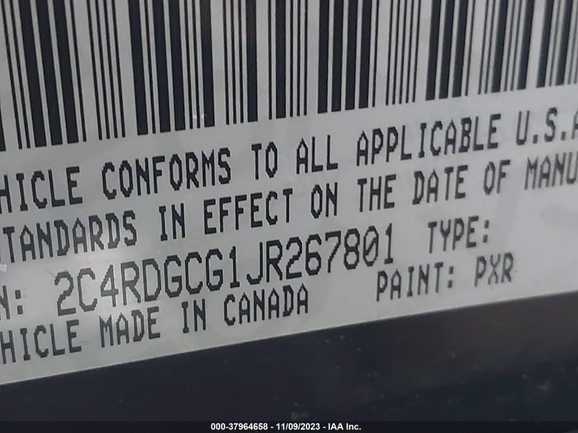 HICLE CONFORMS TO ALL APPLICABLE U.S.A
STANDARDS IN EFFECT ON THE DATE OF MANU
N: 2C4RDGCG1JR267801 TYPE:
HICLE MADE IN CANADA PAINT: PXR
000-37964658 - 11/09/2023 - IAA Inc.